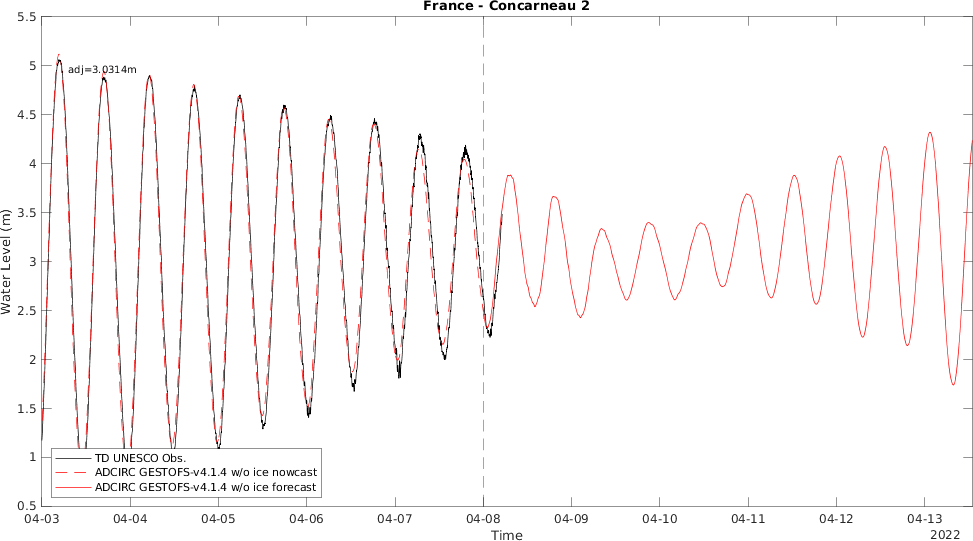 France - Concarneau 2
5.5
5
adj=3.0314m
4.5
4
3.5
3
2.5
2
1.5
1
0.5
Water Level (m)
TD UNESCO Obs.
ADCIRC GESTOFS-v4.1.4 w/o ice nowcast
ADCIRC GESTOFS-v4.1.4 w/o ice forecast
04-03 04-04 04-05 04-06 04-07 04-08 04-09 04-10 04-11 04-12 04-13
Time
2022